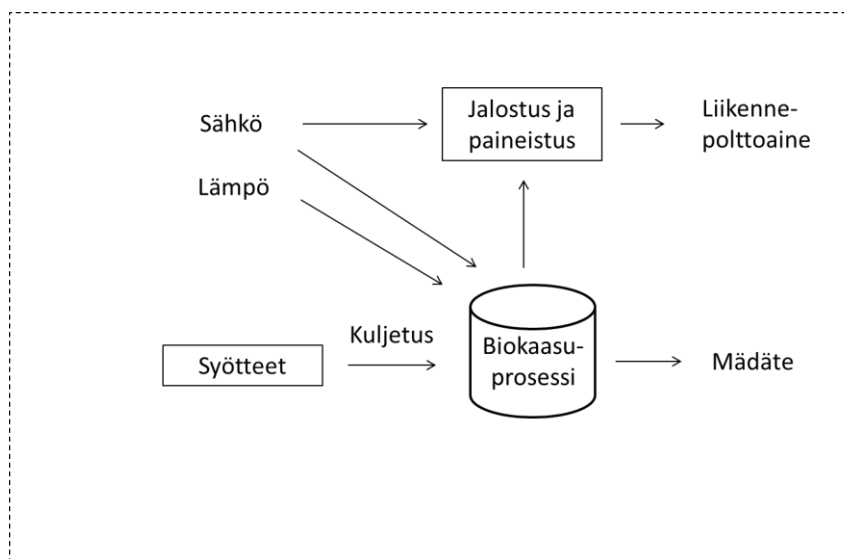 Sähkö
Jalostus ja
paineistus
Liikenne-
polttoaine
Lämpö
Kuljetus
Syötteet
Biokaasu-
prosessi
Mädäte